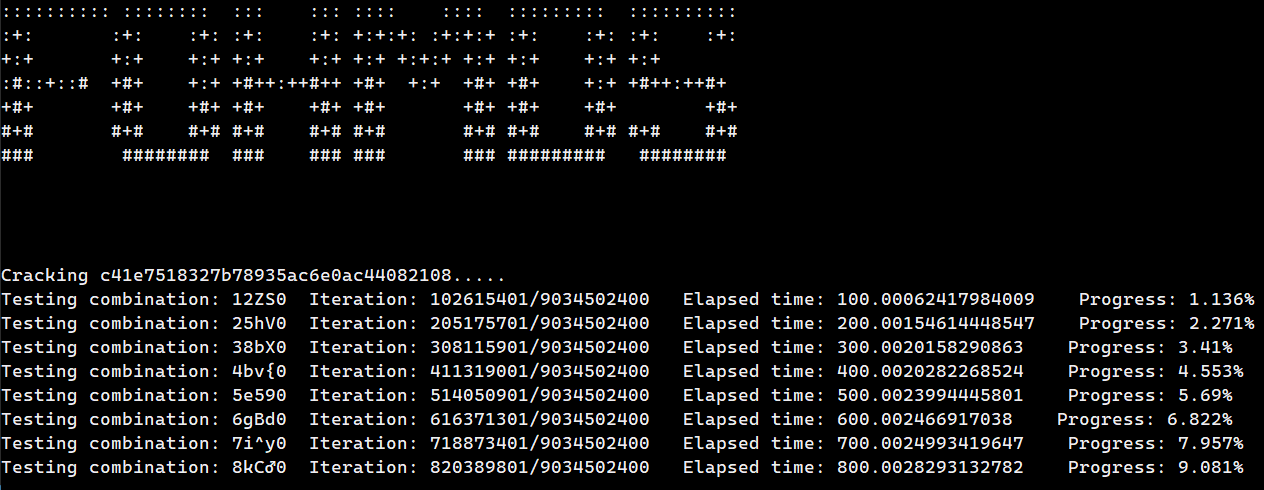 :::::::::: ::::::::  :::    ::: ::::    ::::  :::::::::  ::::::::::
:+:       :+:    :+: :+:    :+: +:+:+: :+:+:+ :+:    :+: :+:    :+:
+:+       +:+    +:+ +:+    +:+ +:+ +:+:+ +:+ +:+    +:+ +:+
:#::+::#  +#+    +:+ +#++:++#++ +#+  +:+  +#+ +#+    +:+ +#++:++#+
+#+       +#+    +#+ +#+    +#+ +#+       +#+ +#+    +#+        +#+
#+#       #+#    #+# #+#    #+# #+#       #+# #+#    #+# #+#    #+#
###        ########  ###    ### ###       ### #########   ########
Cracking c41e7518327b78935ac6e0ac44082108.....
Testing combination: 12ZS0  Iteration: 102615401/9034502400   Elapsed time: 100.00062417984009    Progress: 1.136%
Testing combination: 25hV0  Iteration: 205175701/9034502400   Elapsed time: 200.00154614448547    Progress: 2.271%
Testing combination: 38bX0  Iteration: 308115901/9034502400   Elapsed time: 300.0020158290863    Progress: 3.41%
Testing combination: 4bv{0  Iteration: 411319001/9034502400   Elapsed time: 400.0020282268524    Progress: 4.553%
Testing combination: 5e590  Iteration: 514050901/9034502400   Elapsed time: 500.0023994445801    Progress: 5.69%
Testing combination: 6gBd0  Iteration: 616371301/9034502400   Elapsed time: 600.002466917038    Progress: 6.822%
Testing combination: 7i^y0  Iteration: 718873401/9034502400   Elapsed time: 700.0024993419647    Progress: 7.957%
Testing combination: 8kC♂0  Iteration: 820389801/9034502400   Elapsed time: 800.0028293132782    Progress: 9.081%